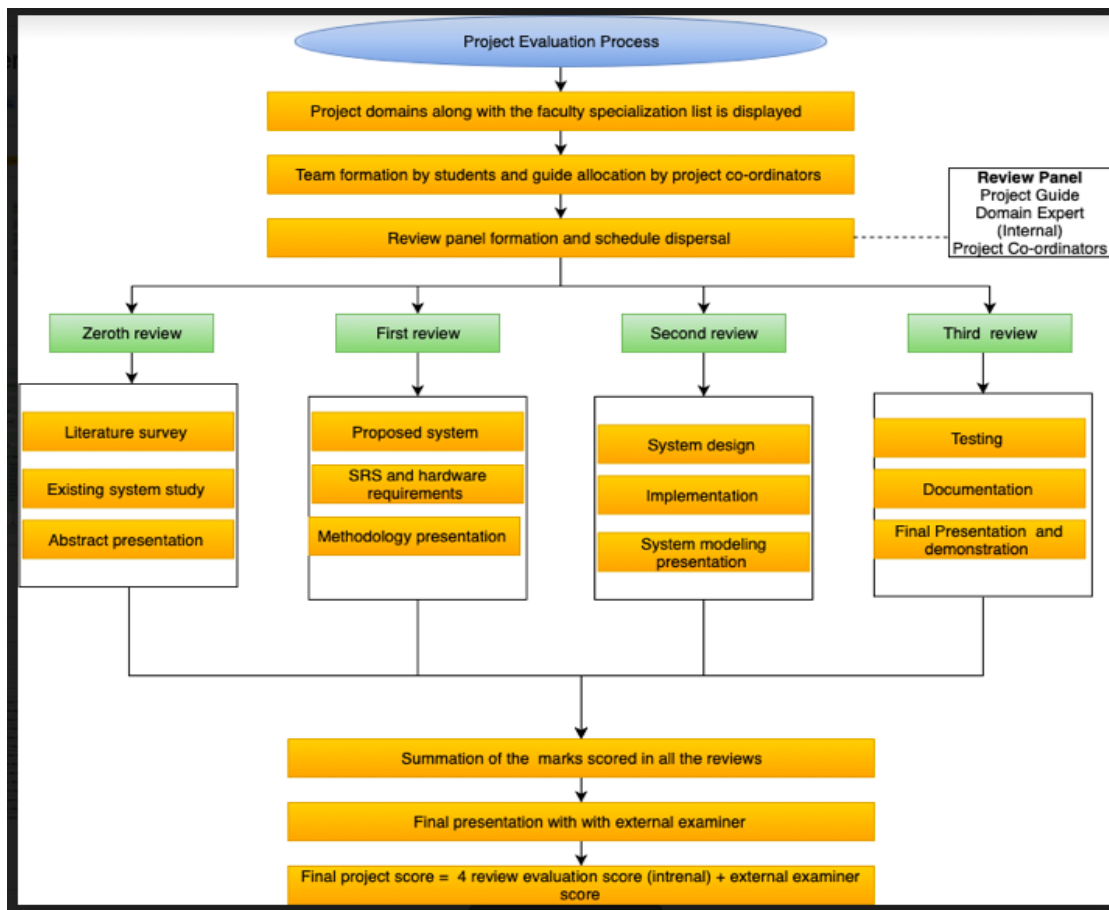 Project Evaluation Process
Project domains along with the faculty specialization list is displayed
Team formation by students and guide allocation by project co-ordinators
Review panel formation and schedule dispersal
Review Panel
Project Guide
Domain Expert
(Internal)
Project Co-ordinators
Zeroth review
Literature survey
Existing system study
Abstract presentation
First review
Proposed system
SRS and hardware
requirements
Methodology presentation
Second review
System design
Implementation
System modeling
presentation
Third review
Testing
Documentation
Final Presentation and
demonstration
Summation of the marks scored in all the reviews
Final presentation with with external examiner
Final project score = 4 review evaluation score (intrenal) + external examiner
score